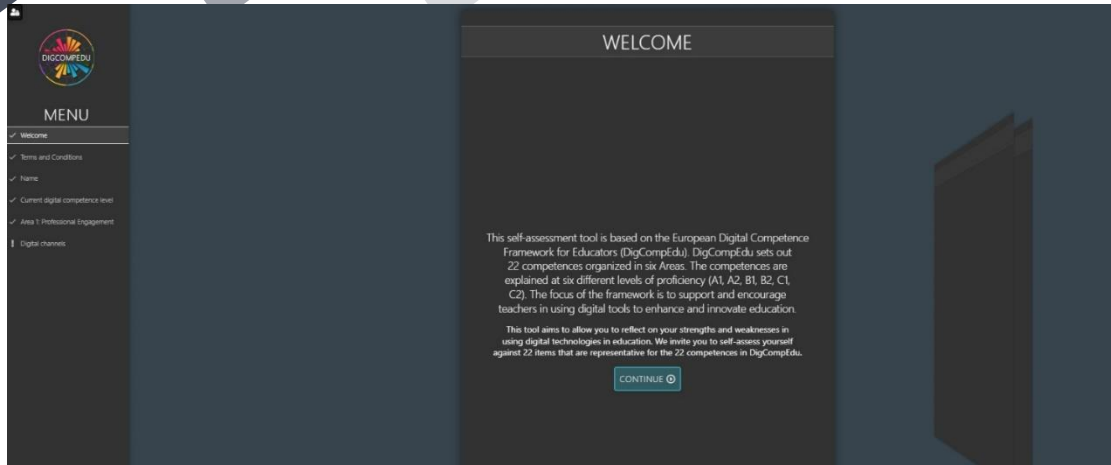 DIGCOMPEDU
MENU
Welcome
Terms and Conditions
Name
Current digital competence level
Area 1: Professional Engagement
Digital channels
WELCOME
This self-assessment tool is based on the European Digital Competence
Framework for Educators (DigCompEdu). DigCompEdu sets out
22 competences organized in six Areas. The competences are
explained at six different levels of proficiency (A1, A2, B1, B2, C1,
C2). The focus of the framework is to support and encourage
teachers in using digital tools to enhance and innovate education.
This tool aims to allow you to reflect on your strengths and weaknesses in
using digital technologies in education. We invite you to self-assess yourself
against 22 items that are representative for the 22 competences in DigCompEdu.
CONTINUE